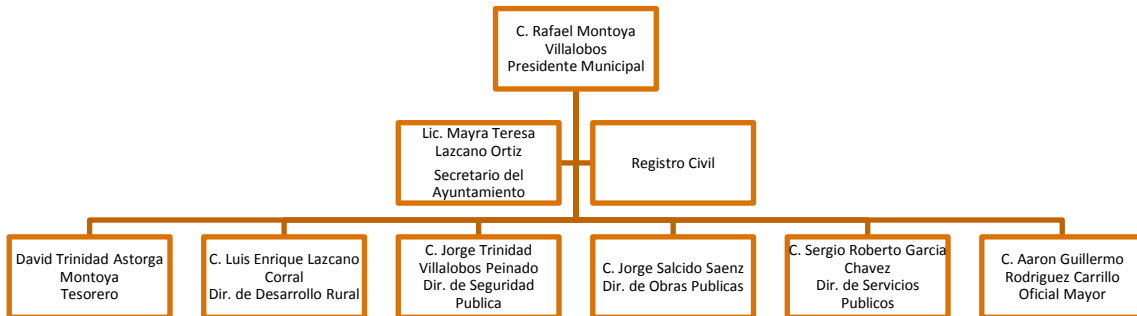 C. Rafael Montoya
Villalobos
Presidente Municipal
Lic. Mayra Teresa
Lazcano Ortiz
Secretario del
Ayuntamiento
Registro Civil
David Trinidad Astorga
Montoya
Tesorero
C. Luis Enrique Lazcano
Corral
Dir. de Desarrollo Rural
C. Jorge Trinidad
Villalobos Peinado
Dir. de Seguridad
Publica
C. Jorge Salcido Saenz
Dir. de Obras Publicas
C. Sergio Roberto Garcia
Chavez
Dir. de Servicios
Publicos
C. Aaron Guillermo
Rodriguez Carrillo
Oficial Mayor